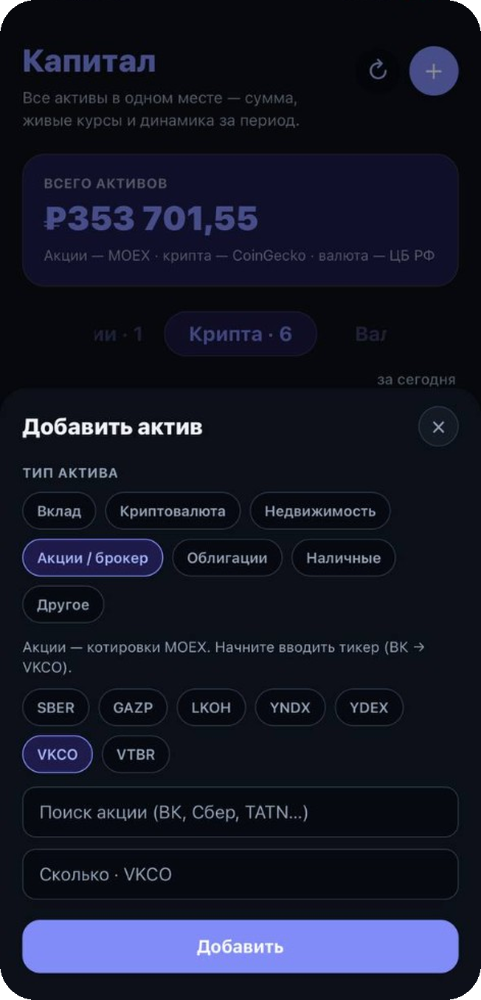 Капитал
Все активы в одном месте — сумма,
живые курсы и динамика за период.
ВСЕГО АКТИВОВ
₽353 701,55
Акции — MOEX · крипта — CoinGecko · валюта — ЦБ РФ
ии · 1 Крипта · 6 Вал
за сегодня
Добавить актив
ТИП АКТИВА
Вклад Криптовалюта Недвижимость
Акции / брокер Облигации Наличные
Другое
Акции — котировки MOEX. Начните вводить тикер (ВК →
VKCO).
SBER GAZP LKOH YNDX YDEX
VKCO VTBR
Поиск акции (ВК, Сбер, TATN...)
Сколько · VKCO
Добавить